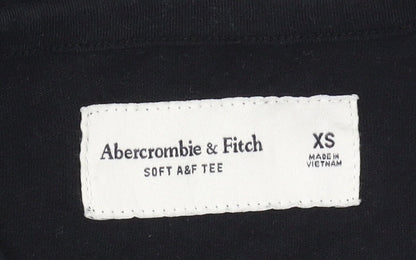 Abercrombie & Fitch
SOFT A&F TEE
XS
MADE IN
VIETNAM